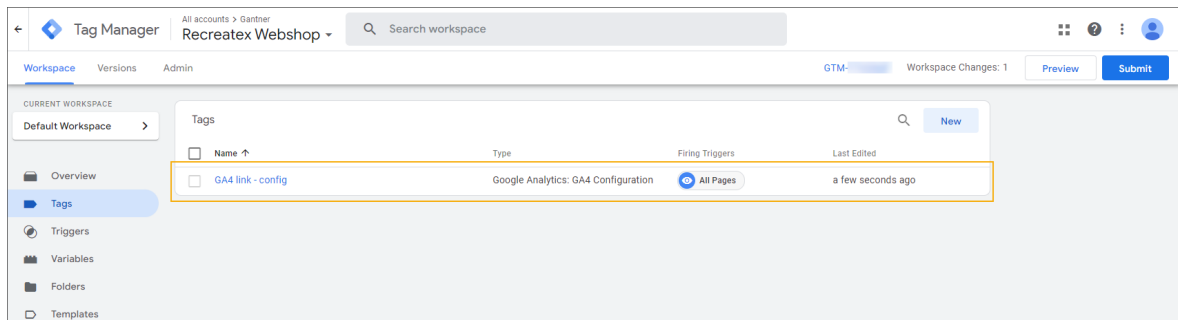 All accounts > Gantner
Tag Manager
Recreatex Webshop
Search workspace
Workspace Versions Admin
GTM-
Workspace Changes: 1
Preview
Submit
CURRENT WORKSPACE
Default Workspace
Tags
New
Name
Type
Firing Triggers
Last Edited
GA4 link - config
Google Analytics: GA4 Configuration
All Pages
a few seconds ago
Overview
Tags
Triggers
Variables
Folders
Templates